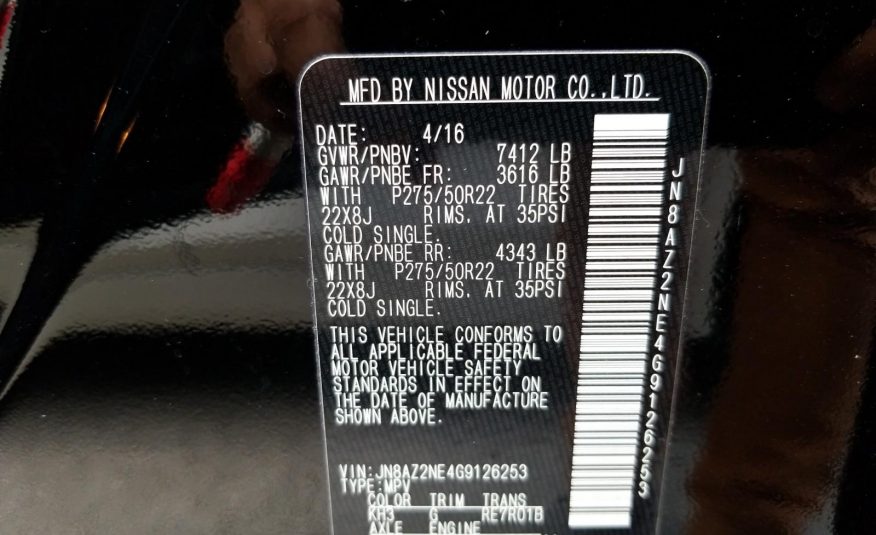 MFD BY NISSAN MOTOR CO.,LTD.
DATE: 4/16
GVWR/PNBV: 7412 LB
GAWR/PNBE FR: 3616 LB
WITH P275/50R22 TIRES
22X8J RIMS, AT 35PSI
COLD SINGLE.
GAWR/PNBE RR: 4343 LB
WITH P275/50R22 TIRES
22X8J RIMS, AT 35PSI
COLD SINGLE.
THIS VEHICLE CONFORMS TO
ALL APPLICABLE FEDERAL
MOTOR VEHICLE SAFETY
STANDARDS IN EFFECT ON
THE DATE OF MANUFACTURE
SHOWN ABOVE.
VIN:JN8AZ2NE4G9126253
TYPE:MPV
COLOR TRIM TRANS
KH3 G RE7R01B
AXLE ENGINE
JN8AZ2NE4G9126253